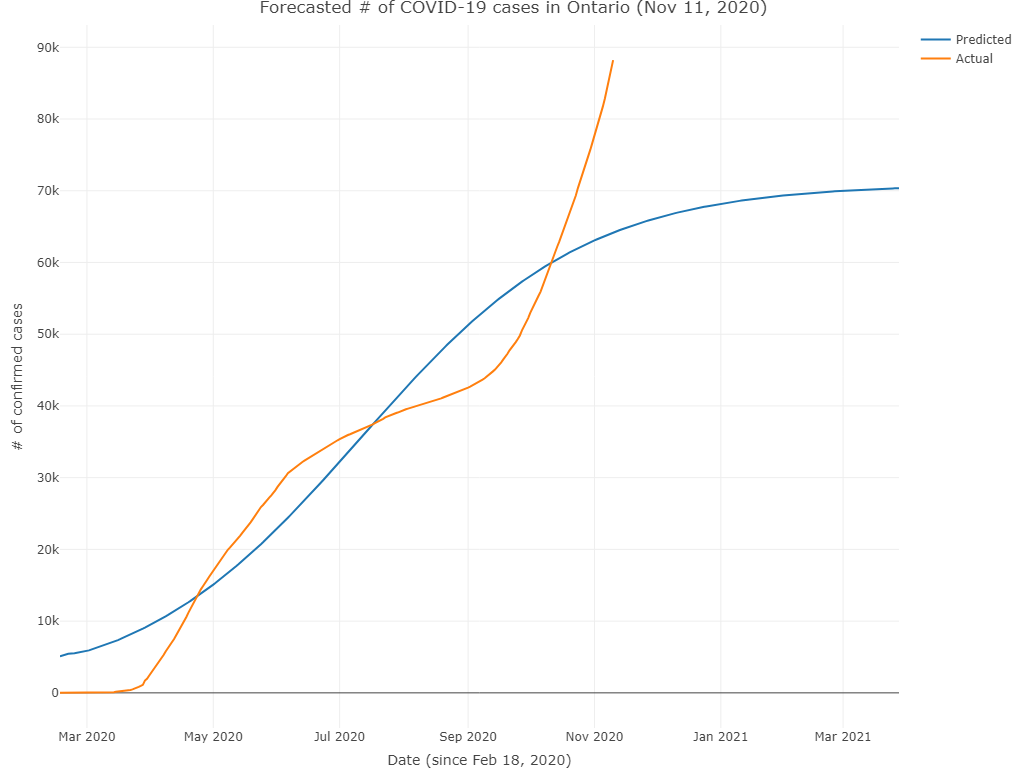 Forecasted # of COVID-19 cases in Ontario (Nov 11, 2020)
Predicted
Actual
90k
80k
70k
60k
50k
40k
30k
20k
10k
0
# of confirmed cases
Mar 2020 May 2020 Jul 2020 Sep 2020 Nov 2020 Jan 2021 Mar 2021
Date (since Feb 18, 2020)